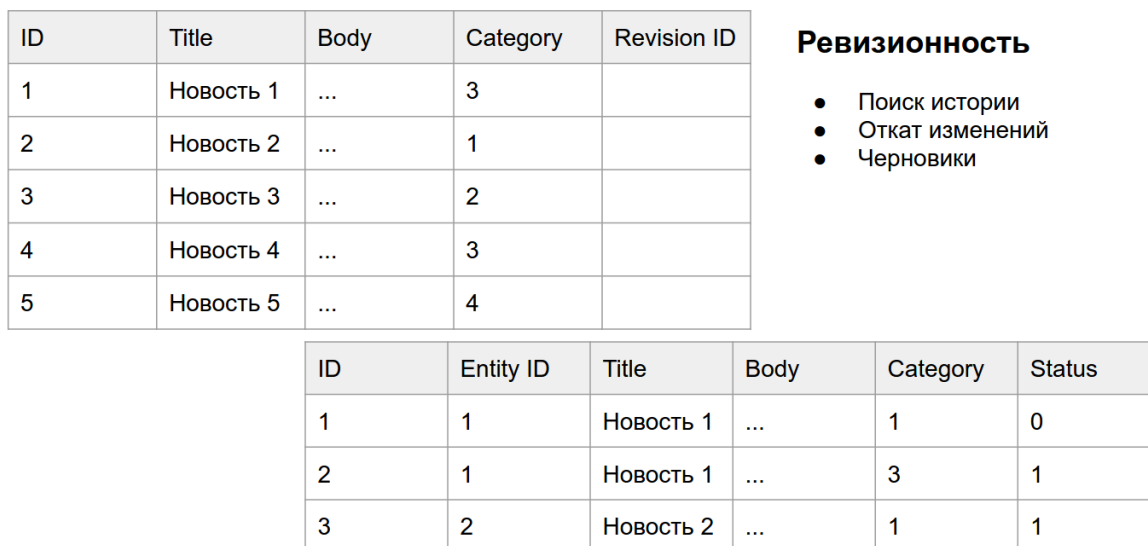 ID Title Body Category Revision ID
1 Новость 1 ... 3
2 Новость 2 ... 1
3 Новость 3 ... 2
4 Новость 4 ... 3
5 Новость 5 ... 4
Ревизионность
● Поиск истории
● Откат изменений
● Черновики
ID Entity ID Title Body Category Status
1 1 Новость 1 ... 1 0
2 1 Новость 1 ... 3 1
3 2 Новость 2 ... 1 1